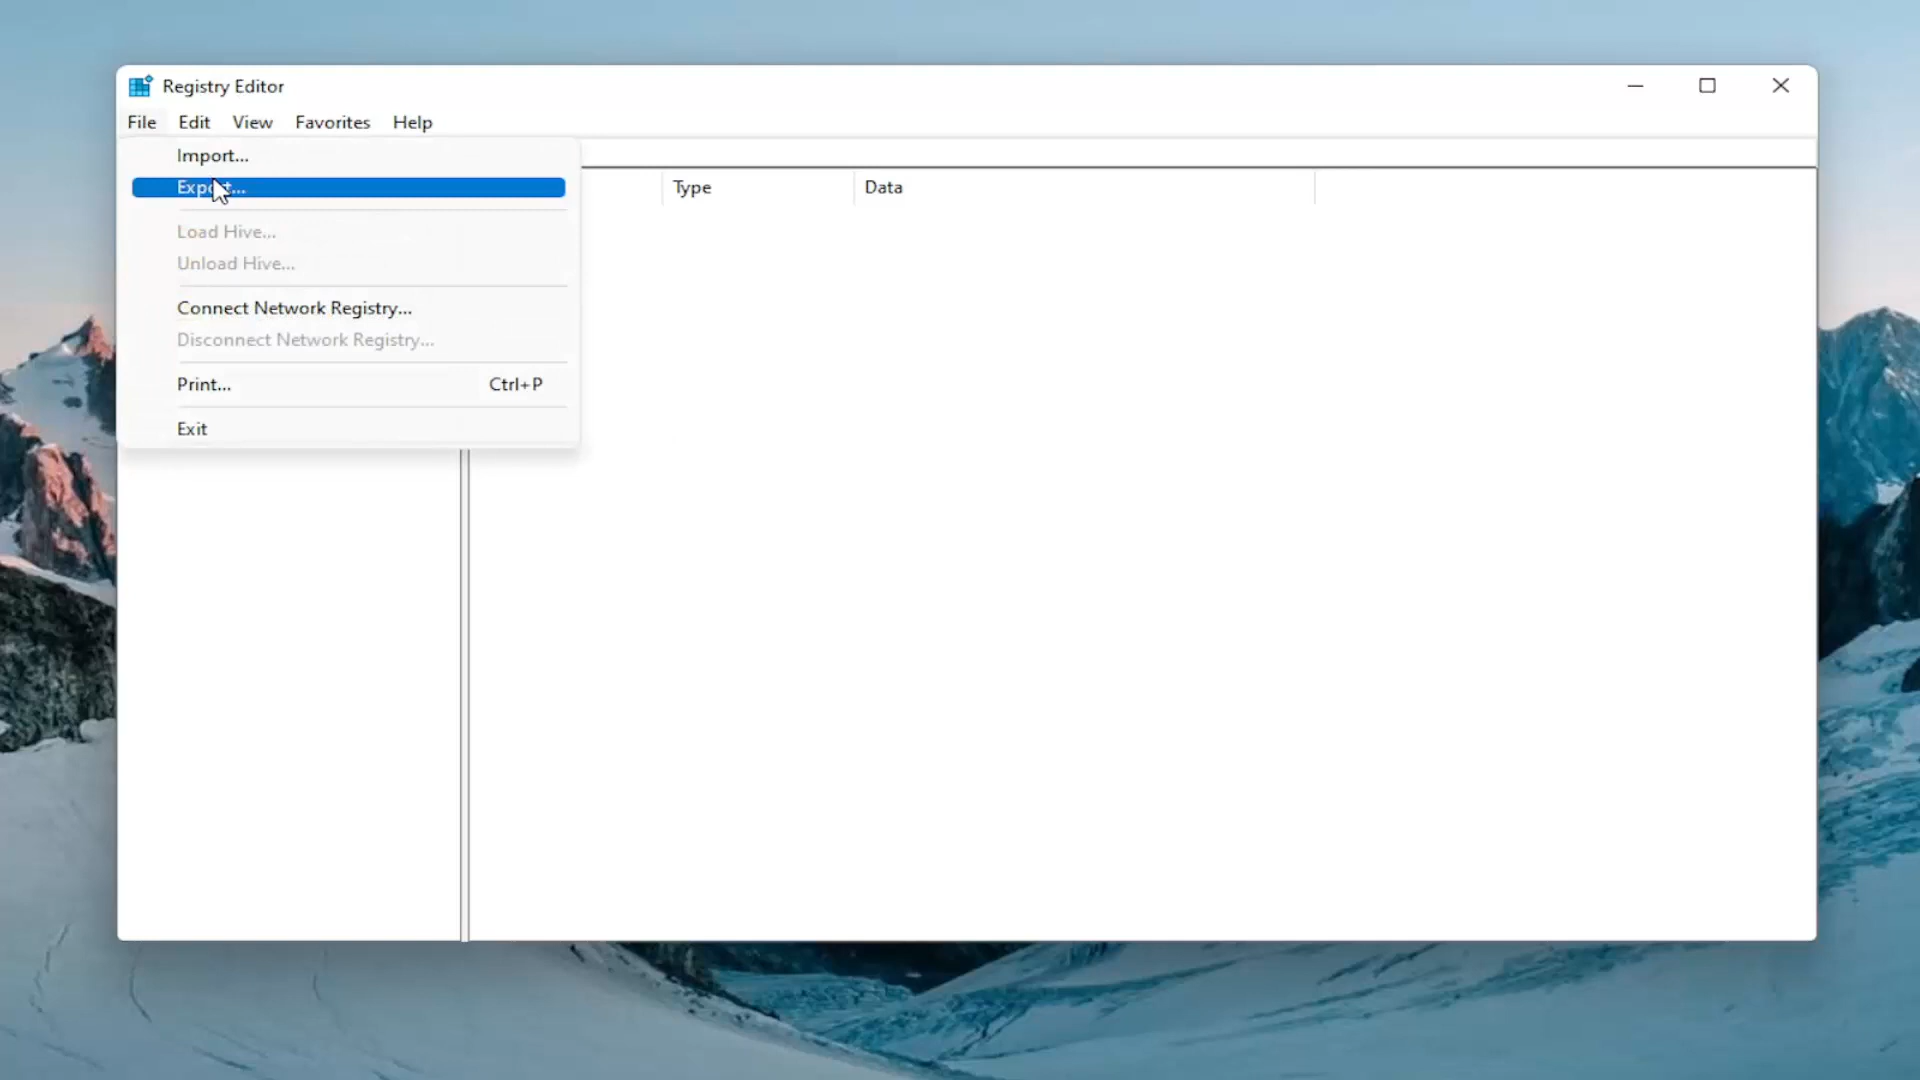 Registry Editor
File Edit View Favorites Help
Import...
Export...
Type Data
Load Hive...
Unload Hive...
Connect Network Registry...
Disconnect Network Registry...
Print... Ctrl+P
Exit